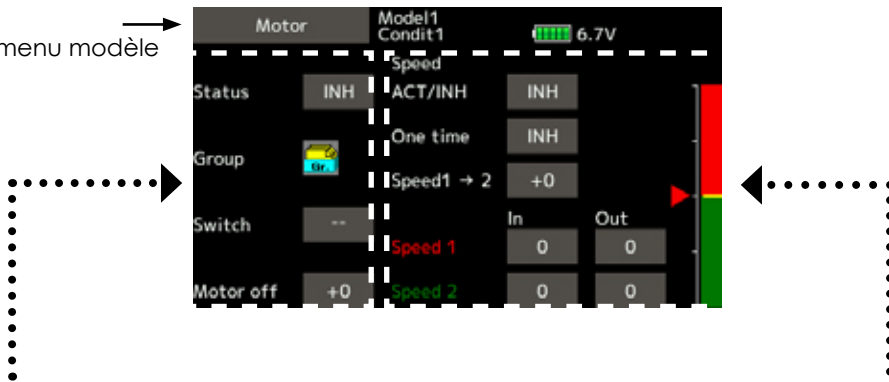 menu modèle
Motor
Model1
Condit1
6.7V
Status INH
Group Gr.
Switch --
Motor off +0
Speed
ACT/INH INH
One time INH
Speed1 → 2 +0
In Out
Speed 1 0 0
Speed 2 0 0